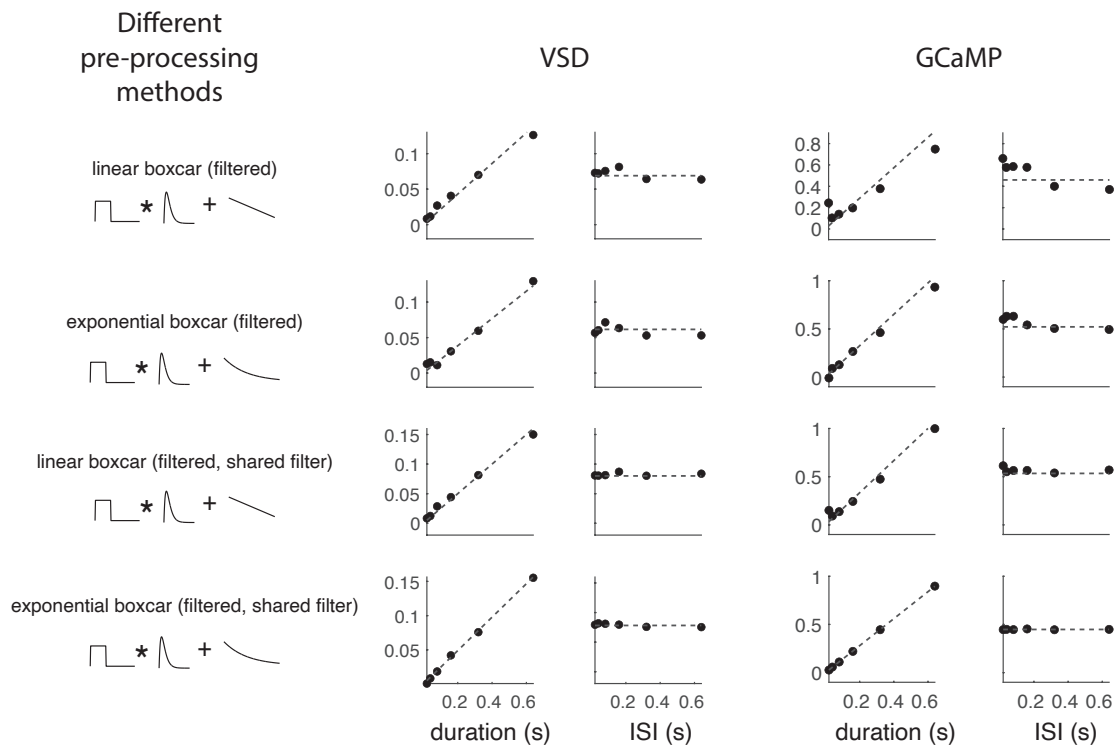 Different
pre-processing
methods
VSD
GCaMP
linear boxcar (filtered)
* +
0.1
0.05
0
0.8
0.6
0.4
0.2
0
exponential boxcar (filtered)
* +
0.1
0.05
0
1
0.5
0
linear boxcar (filtered, shared filter)
* +
0.15
0.1
0.05
0
1
0.5
0
exponential boxcar (filtered, shared filter)
* +
0.15
0.1
0.05
1
0.5
0
0.2 0.4 0.6
0.2 0.4 0.6
0.2 0.4 0.6
0.2 0.4 0.6
duration (s)
ISI (s)
duration (s)
ISI (s)